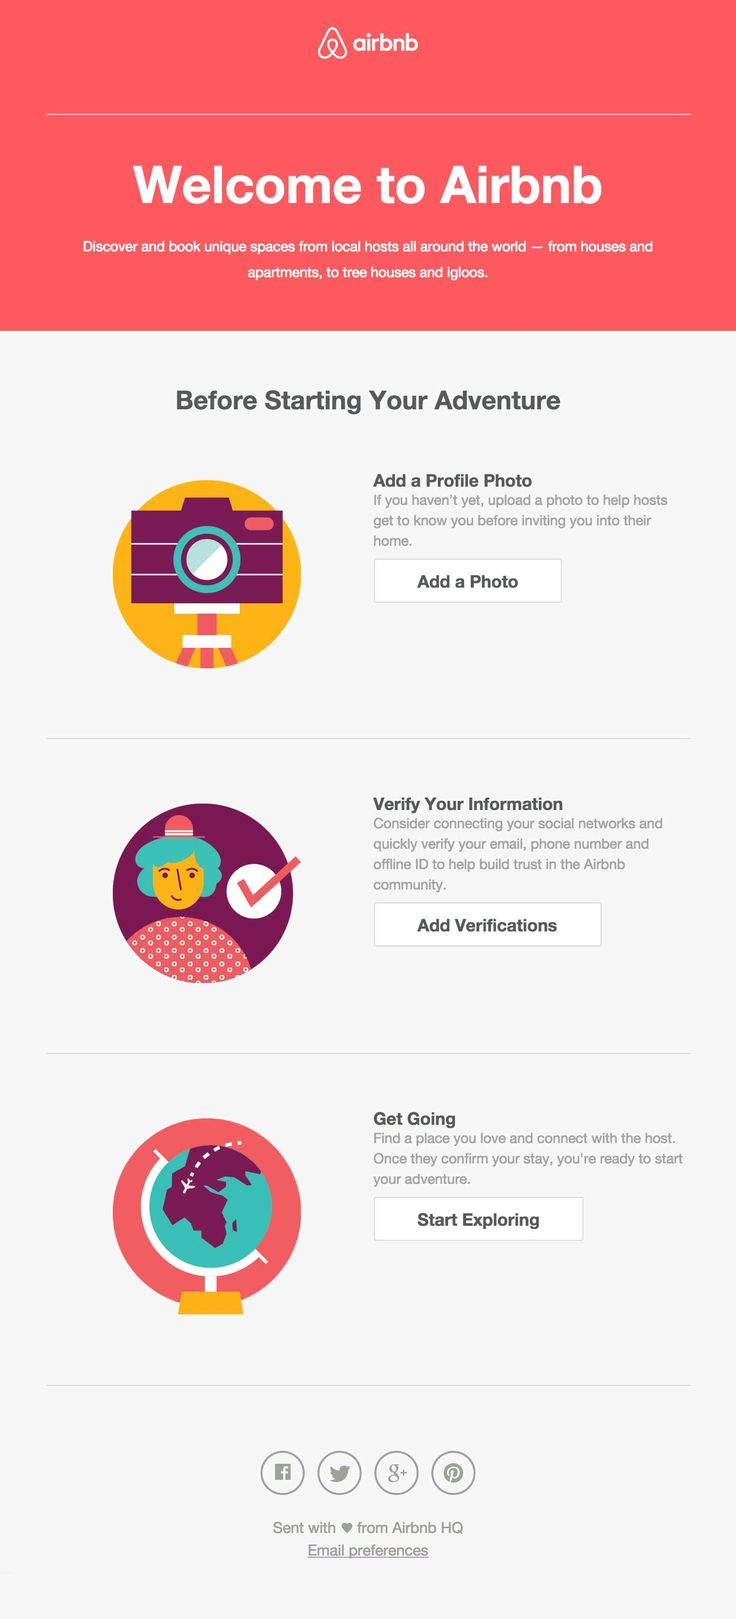 airbnb
Welcome to Airbnb
Discover and book unique spaces from local hosts all around the world — from houses and
apartments, to tree houses and igloos.
Before Starting Your Adventure
Add a Profile Photo
If you haven't yet, upload a photo to help hosts
get to know you before inviting you into their
home.
Add a Photo
Verify Your Information
Consider connecting your social networks and
quickly verify your email, phone number and
offline ID to help build trust in the Airbnb
community.
Add Verifications
Get Going
Find a place you love and connect with the host.
Once they confirm your stay, you're ready to start
your adventure.
Start Exploring
g+
Sent with ♥ from Airbnb HQ
Email preferences